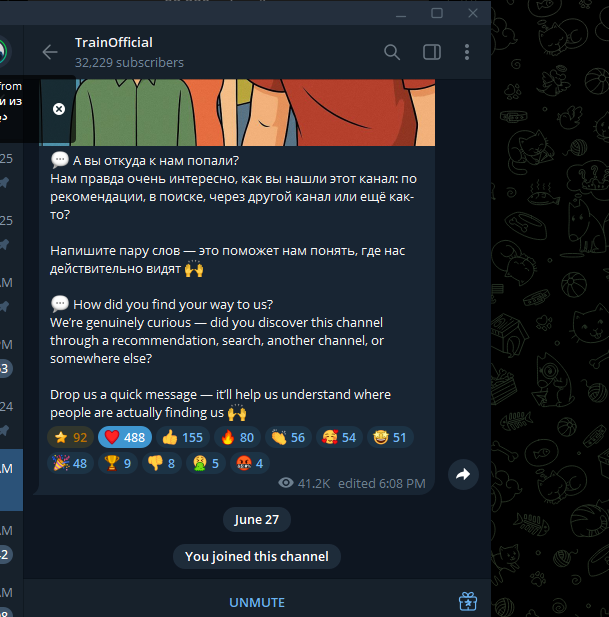 TrainOfficial
32,229 subscribers
from
и из
25
25
AM
PM
53
24
AM
AM
42
AM
98
💬 А вы откуда к нам попали?
Нам правда очень интересно, как вы нашли этот канал: по
рекомендации, в поиске, через другой канал или ещё как-
то?
Напишите пару слов — это поможет нам понять, где нас
действительно видят 🙌
💬 How did you find your way to us?
We’re genuinely curious — did you discover this channel
through a recommendation, search, another channel, or
somewhere else?
Drop us a quick message — it’ll help us understand where
people are actually finding us 🙌
⭐ 92 ❤️ 488 👍 155 🔥 80 👏 56 🥰 54 🤩 51
🎉 48 🏆 9 👎 8 🤮 5 🤬 4
41.2K edited 6:08 PM
June 27
You joined this channel
UNMUTE